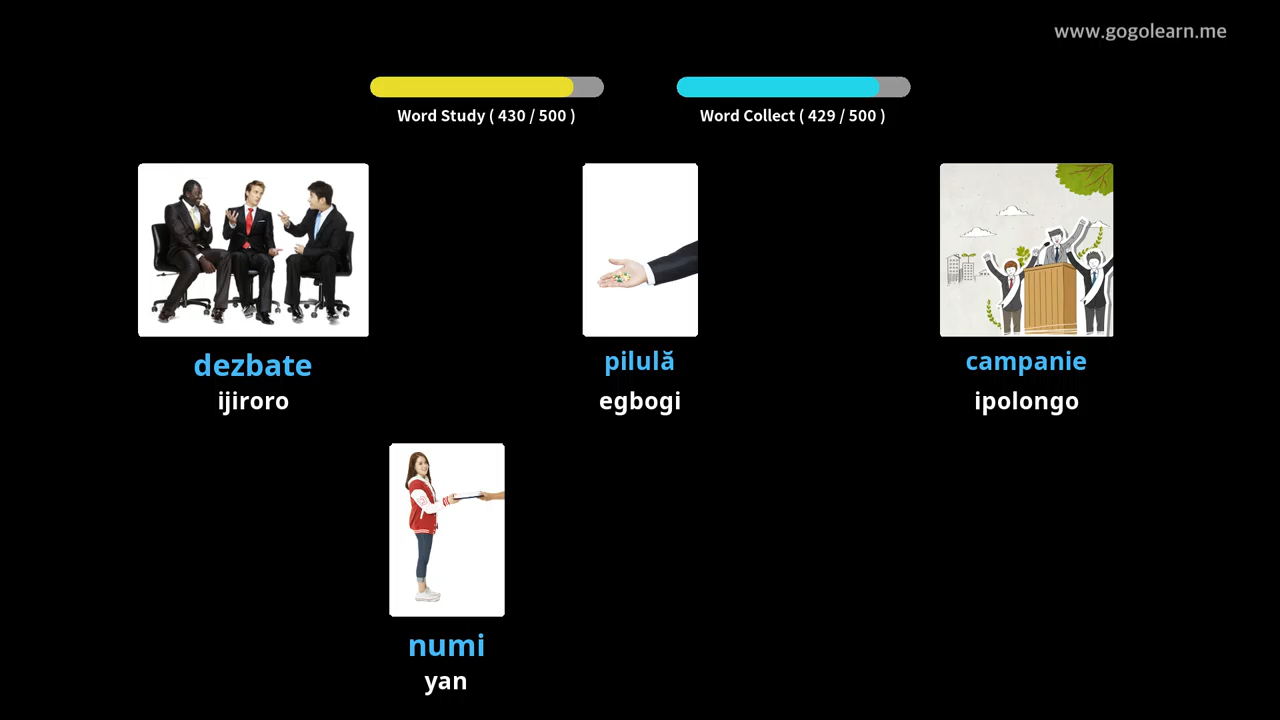 www.gogolearn.me
Word Study ( 430 / 500 )
Word Collect ( 429 / 500 )
dezbate
ijiroro
pilulă
egbogi
campanie
ipolongo
numi
yan